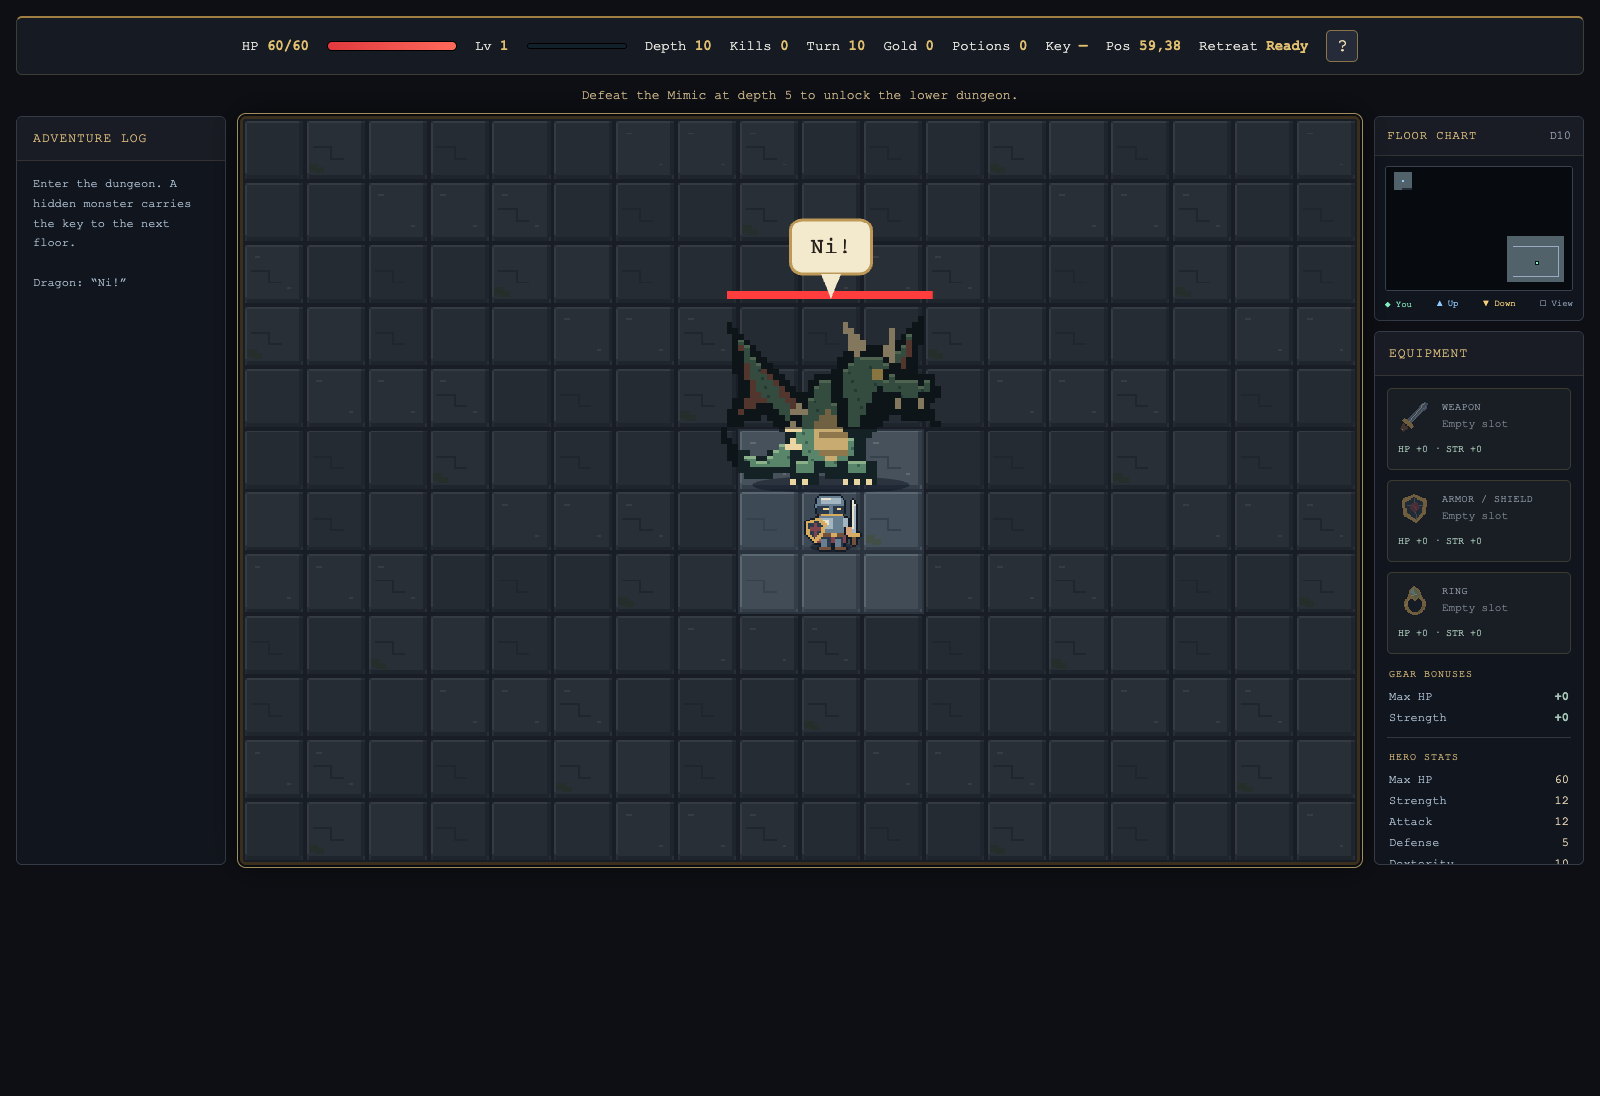 HP 60/60 Lv 1 Depth 10 Kills 0 Turn 10 Gold 0 Potions 0 Key — Pos 59,38 Retreat Ready ?
Defeat the Mimic at depth 5 to unlock the lower dungeon.
ADVENTURE LOG
Enter the dungeon. A
hidden monster carries
the key to the next
floor.
Dragon: “Ni!”
Ni!
FLOOR CHART D10
◆ You ▲ Up ▼ Down □ View
EQUIPMENT
WEAPON
Empty slot
HP +0 · STR +0
ARMOR / SHIELD
Empty slot
HP +0 · STR +0
RING
Empty slot
HP +0 · STR +0
GEAR BONUSES
Max HP +0
Strength +0
HERO STATS
Max HP 60
Strength 12
Attack 12
Defense 5
Dexterity 10